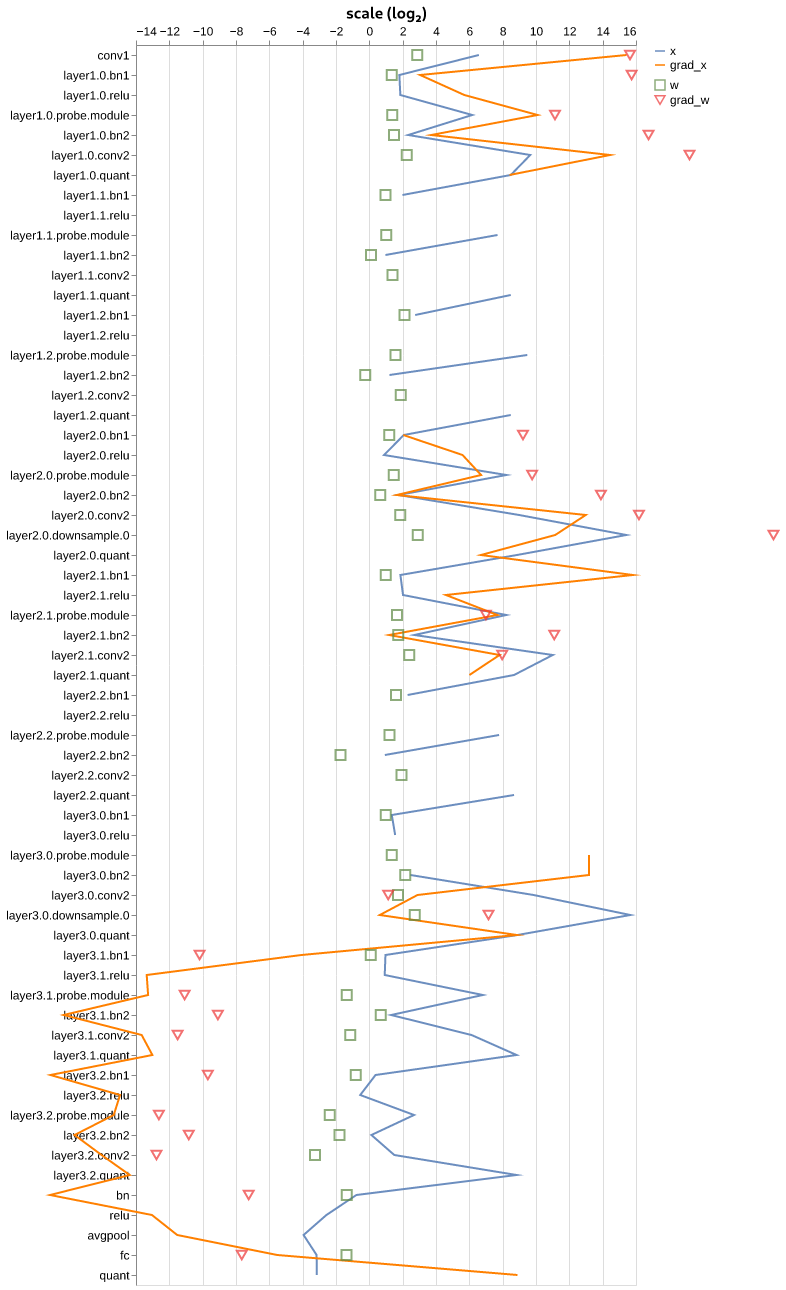 scale (log₂)
−14 −12 −10 −8 −6 −4 −2 0 2 4 6 8 10 12 14 16
x
grad_x
w
grad_w
conv1
layer1.0.bn1
layer1.0.relu
layer1.0.probe.module
layer1.0.bn2
layer1.0.conv2
layer1.0.quant
layer1.1.bn1
layer1.1.relu
layer1.1.probe.module
layer1.1.bn2
layer1.1.conv2
layer1.1.quant
layer1.2.bn1
layer1.2.relu
layer1.2.probe.module
layer1.2.bn2
layer1.2.conv2
layer1.2.quant
layer2.0.bn1
layer2.0.relu
layer2.0.probe.module
layer2.0.bn2
layer2.0.conv2
layer2.0.downsample.0
layer2.0.quant
layer2.1.bn1
layer2.1.relu
layer2.1.probe.module
layer2.1.bn2
layer2.1.conv2
layer2.1.quant
layer2.2.bn1
layer2.2.relu
layer2.2.probe.module
layer2.2.bn2
layer2.2.conv2
layer2.2.quant
layer3.0.bn1
layer3.0.relu
layer3.0.probe.module
layer3.0.bn2
layer3.0.conv2
layer3.0.downsample.0
layer3.0.quant
layer3.1.bn1
layer3.1.relu
layer3.1.probe.module
layer3.1.bn2
layer3.1.conv2
layer3.1.quant
layer3.2.bn1
layer3.2.relu
layer3.2.probe.module
layer3.2.bn2
layer3.2.conv2
layer3.2.quant
bn
relu
avgpool
fc
quant